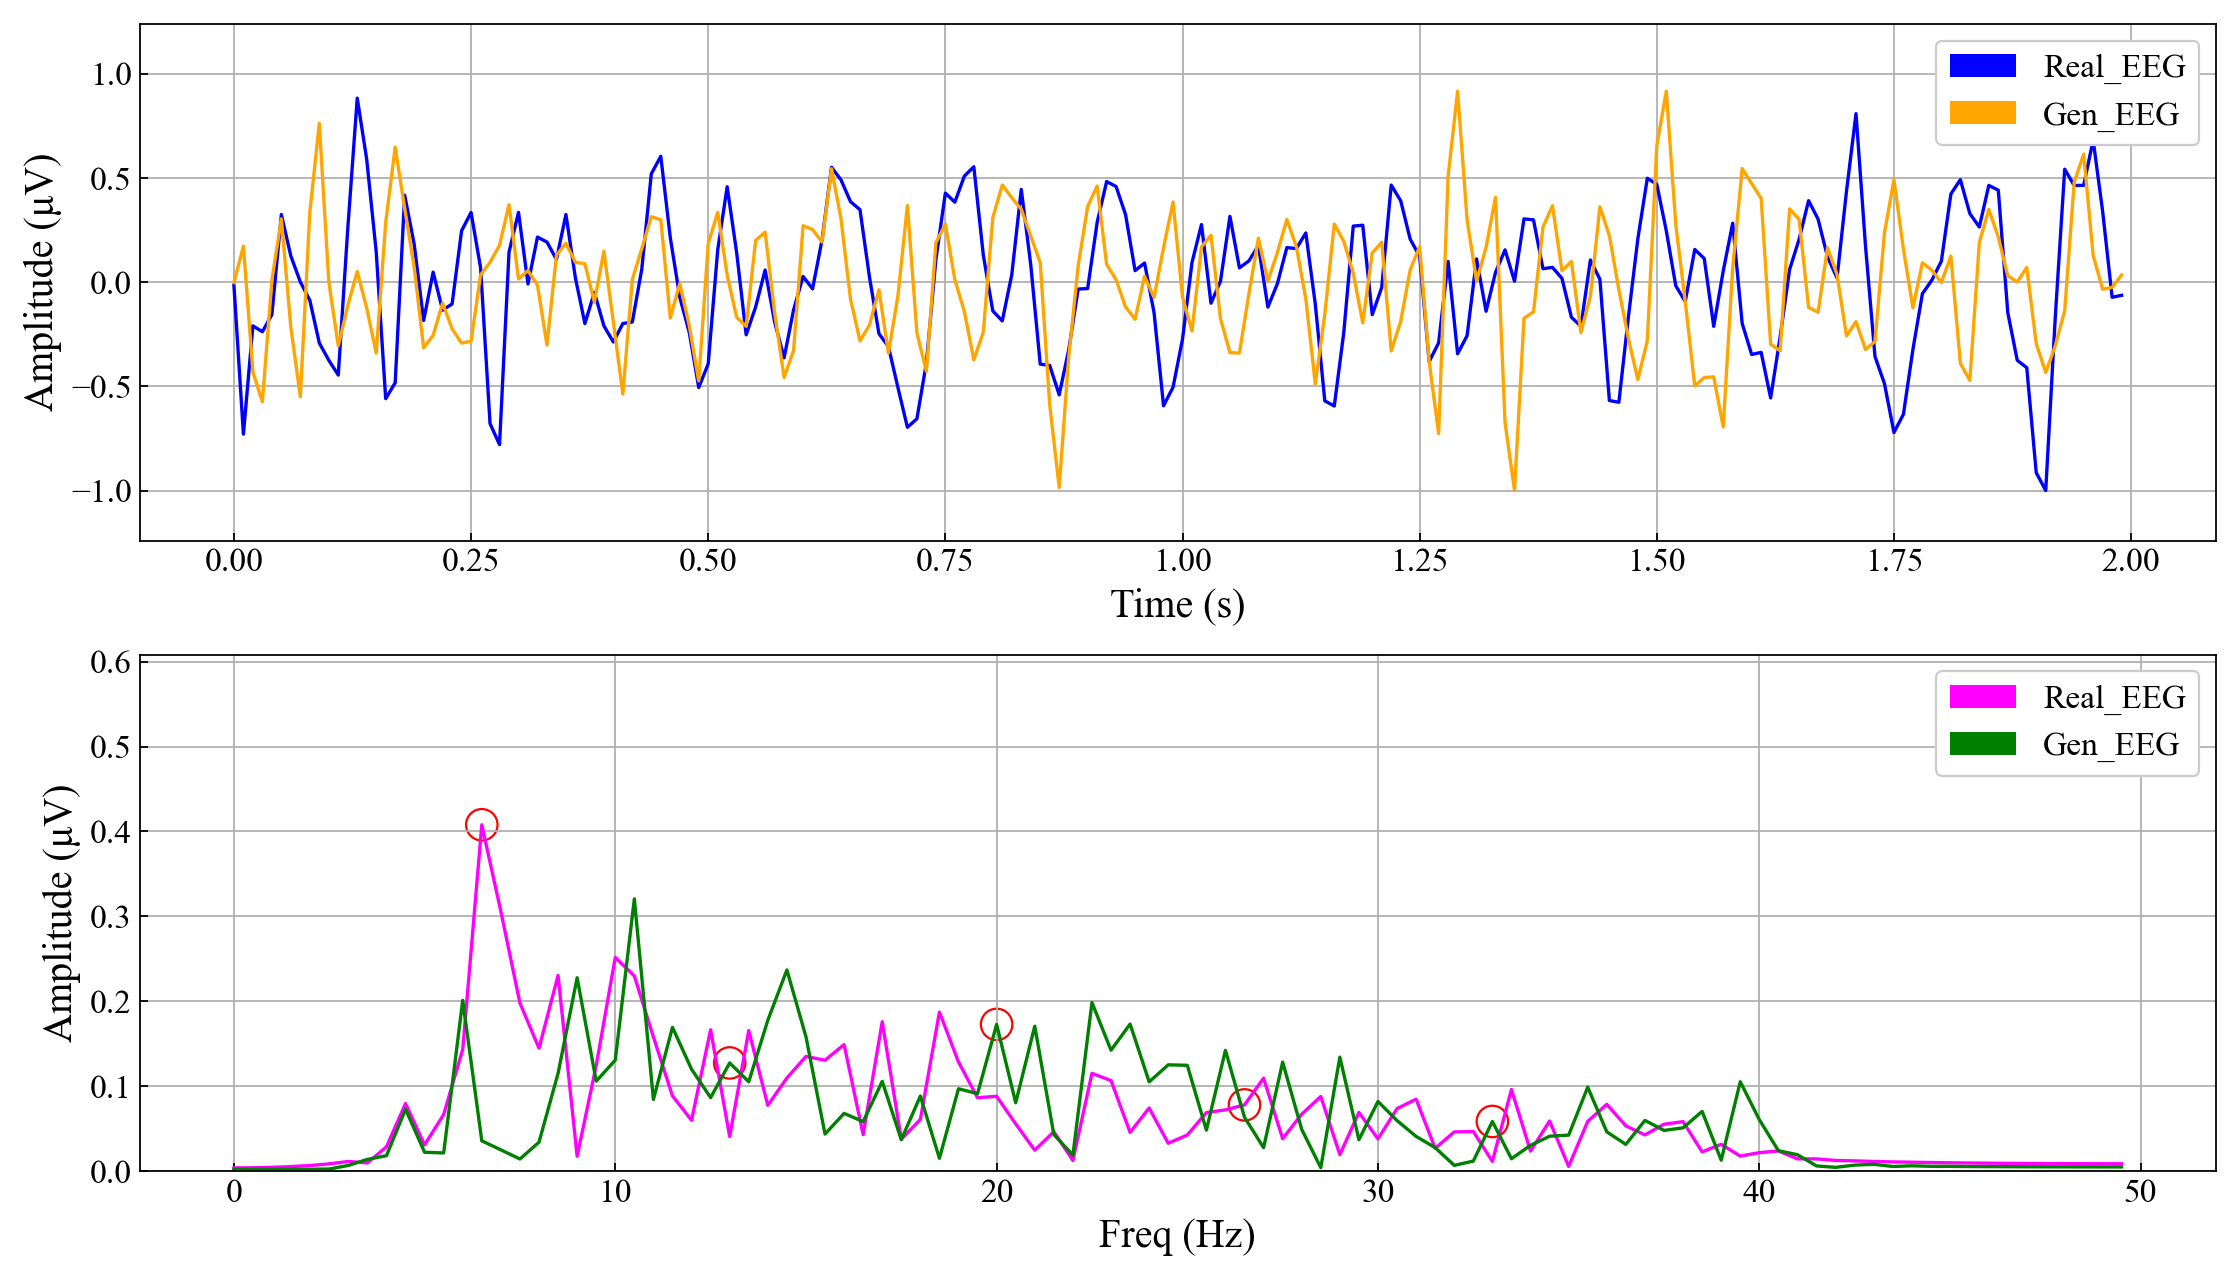 Amplitude (μV)
1.0
0.5
0.0
−0.5
−1.0
Real_EEG
Gen_EEG
0.00 0.25 0.50 0.75 1.00 1.25 1.50 1.75 2.00
Time (s)
Amplitude (μV)
0.6
0.5
0.4
0.3
0.2
0.1
0.0
Real_EEG
Gen_EEG
0 10 20 30 40 50
Freq (Hz)